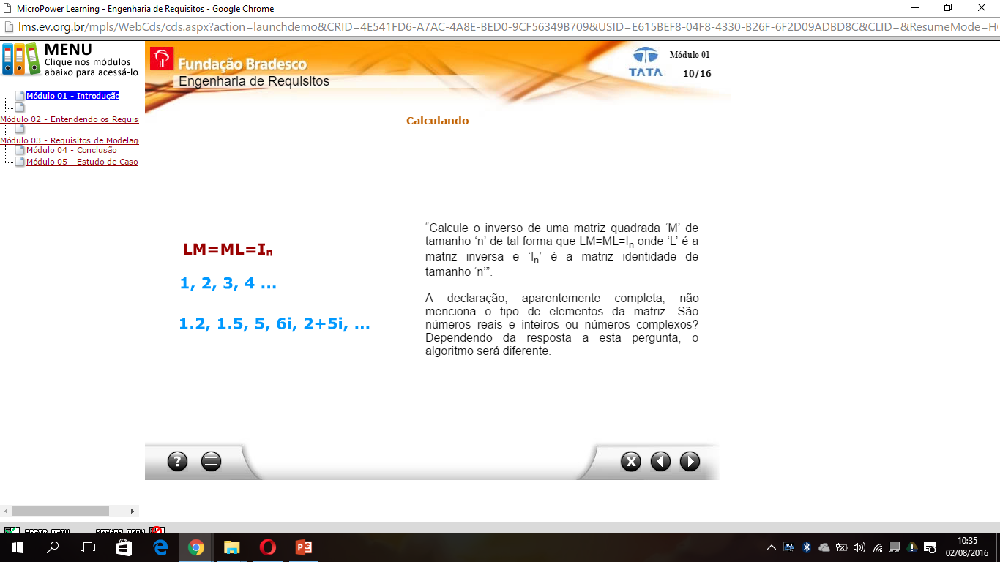 MicroPower Learning - Engenharia de Requisitos - Google Chrome
lms.ev.org.br/mpls/WebCds/cds.aspx?action=launchdemo&CRID=4E541FD6-A7AC-4A8E-BED0-9CF56349B709&USID=E615BEF8-04F8-4330-B26F-6F2D09ADBD8C&CLID=&ResumeMode=H
MENU
Clique nos módulos
abaixo para acessá-lo
Módulo 01 - Introdução
Módulo 02 - Entendendo os Requis
Módulo 03 - Requisitos de Modelag
Módulo 04 - Conclusão
Módulo 05 - Estudo de Caso
Fundação Bradesco
Engenharia de Requisitos
TATA
Módulo 01
10/16
Calculando
LM=ML=Iₙ
1, 2, 3, 4 ...
1.2, 1.5, 5, 6i, 2+5i, ...
“Calcule o inverso de uma matriz quadrada ‘M’ de
tamanho ‘n’ de tal forma que LM=ML=Iₙ onde ‘L’ é a
matriz inversa e ‘Iₙ’ é a matriz identidade de
tamanho ‘n’”.
A declaração, aparentemente completa, não
menciona o tipo de elementos da matriz. São
números reais e inteiros ou números complexos?
Dependendo da resposta a esta pergunta, o
algoritmo será diferente.
ABRIR MENU FECHAR MENU
10:35
02/08/2016